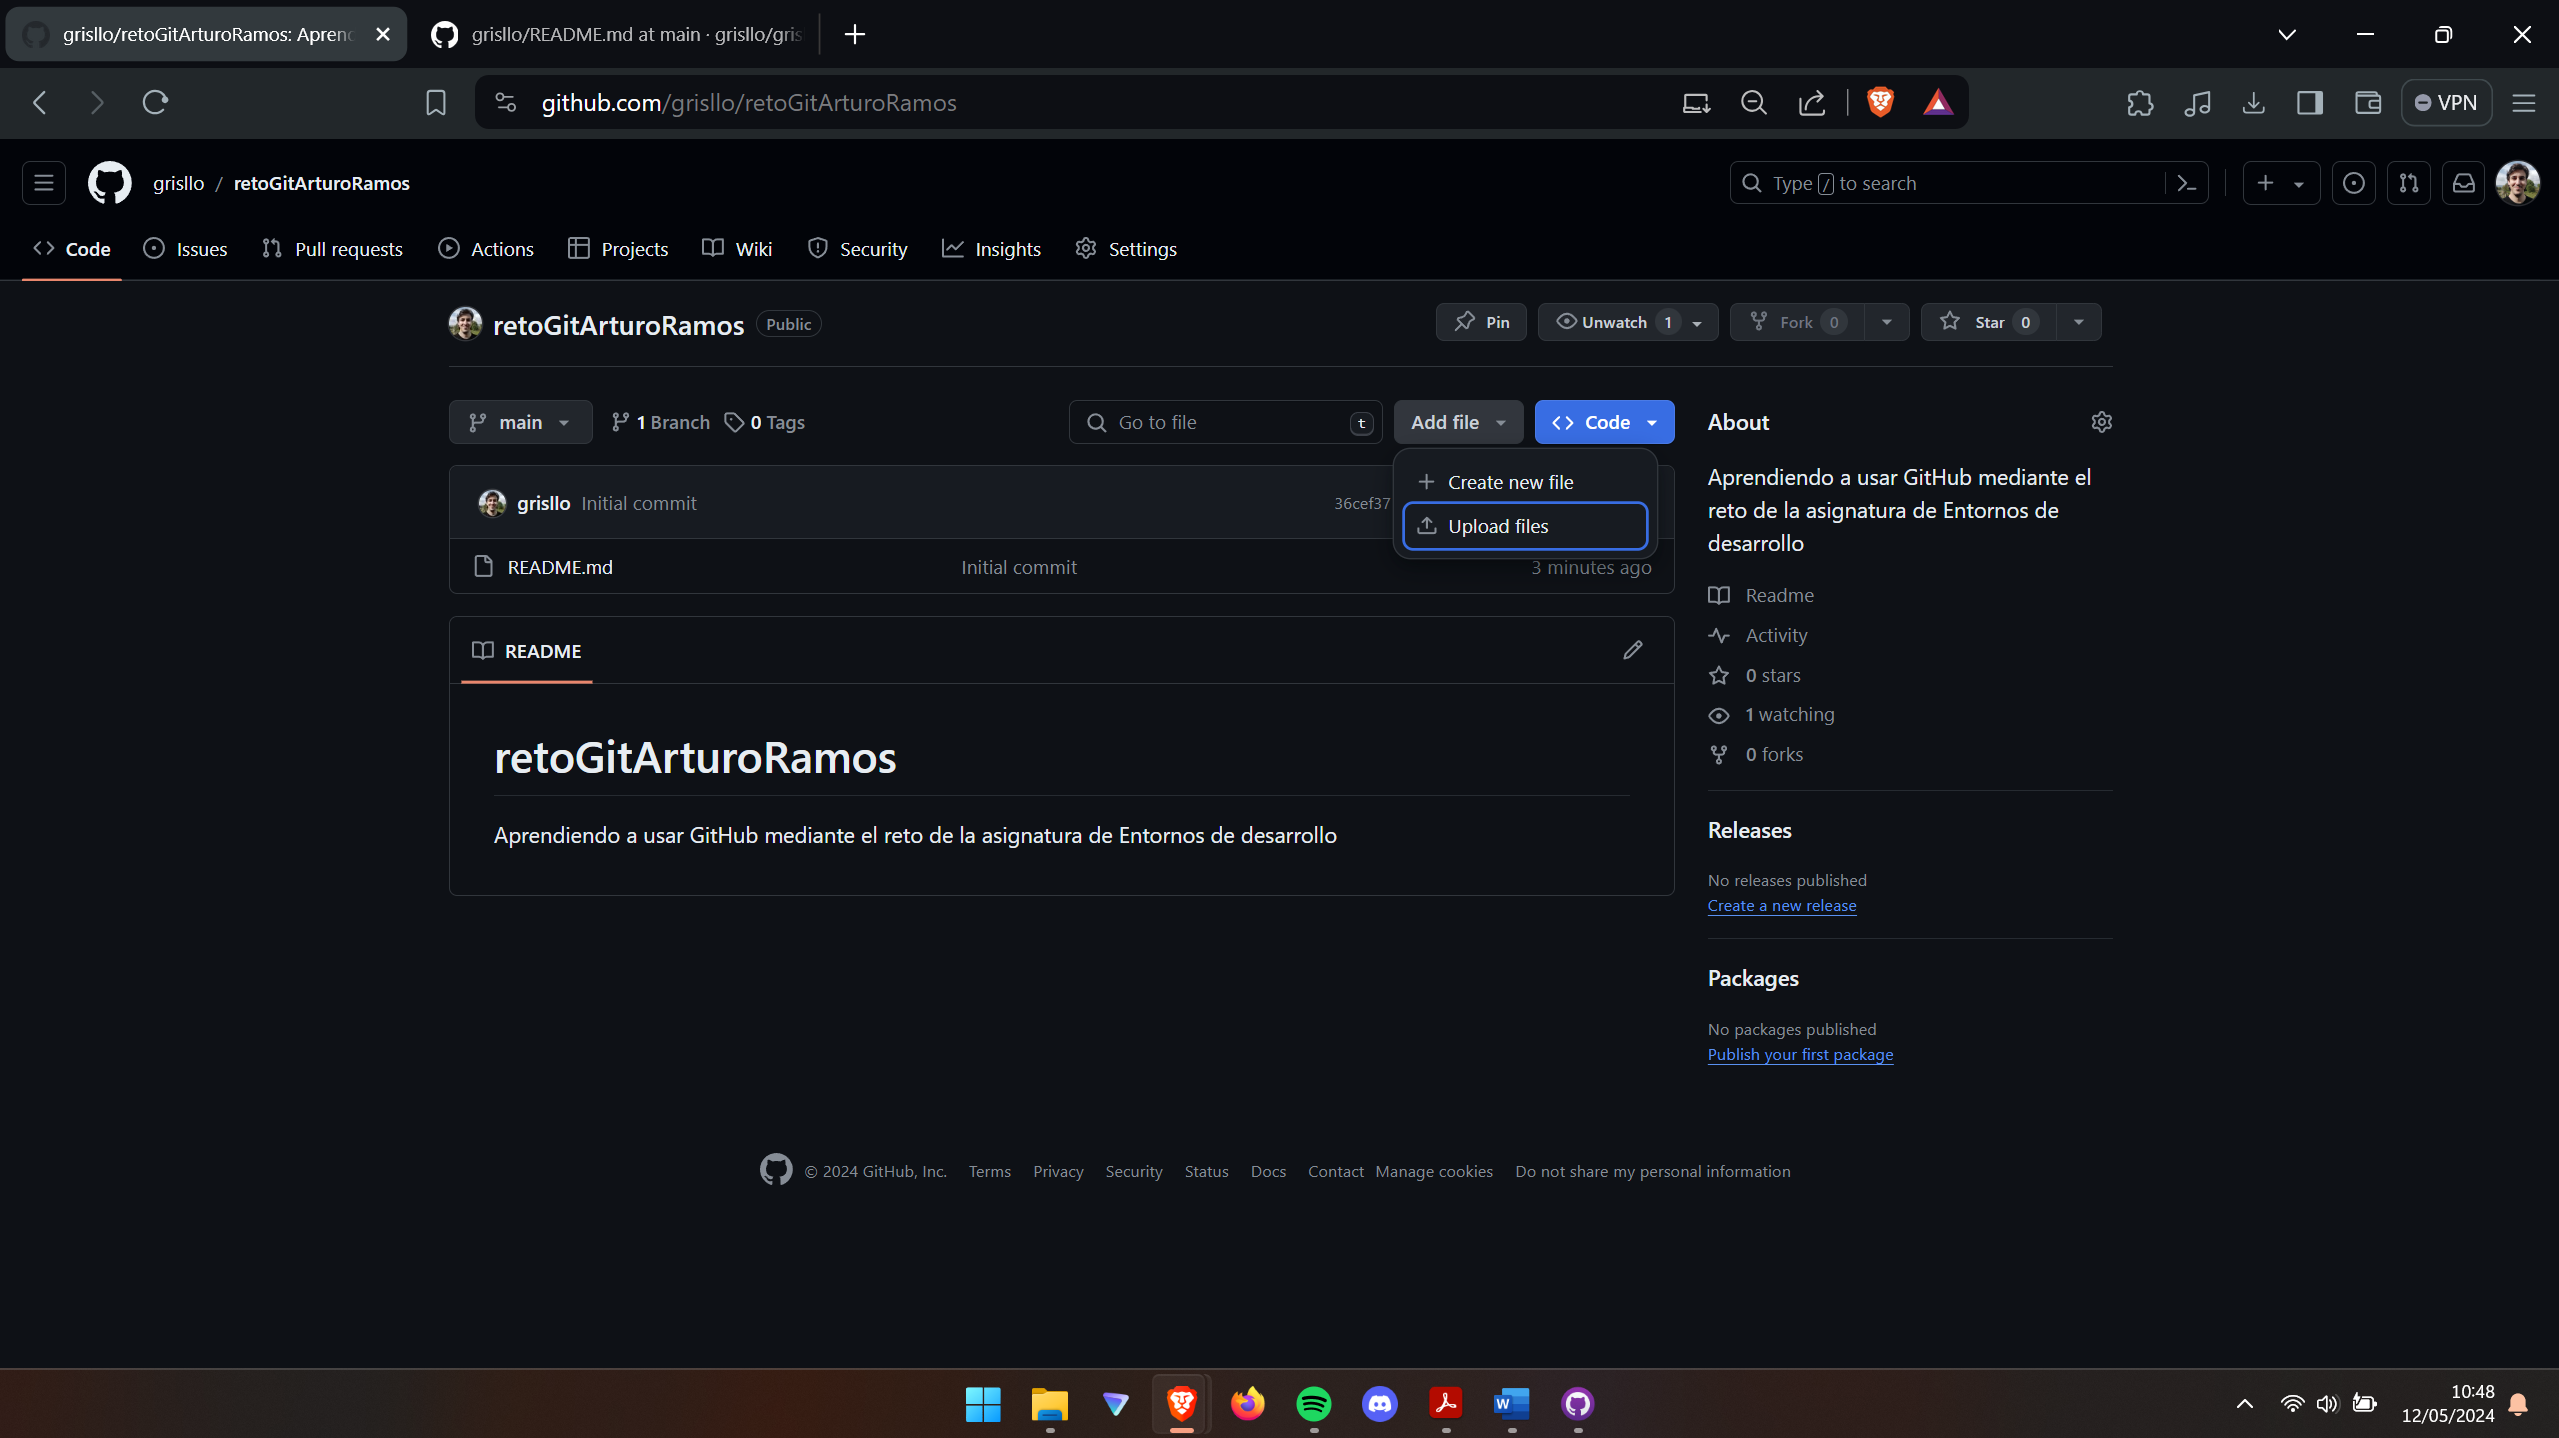 grisllo/retoGitArturoRamos: Apren
grisllo/README.md at main · grisllo/gris
github.com/grisllo/retoGitArturoRamos
VPN
grisllo / retoGitArturoRamos
Type / to search
Code
Issues
Pull requests
Actions
Projects
Wiki
Security
Insights
Settings
retoGitArturoRamos Public
Pin
Unwatch 1
Fork 0
Star 0
main
1 Branch
0 Tags
Go to file t
Add file
Code
Create new file
Upload files
grisllo Initial commit
36cef37
README.md
Initial commit
3 minutes ago
README
retoGitArturoRamos
Aprendiendo a usar GitHub mediante el reto de la asignatura de Entornos de desarrollo
About
Aprendiendo a usar GitHub mediante el
reto de la asignatura de Entornos de
desarrollo
Readme
Activity
0 stars
1 watching
0 forks
Releases
No releases published
Create a new release
Packages
No packages published
Publish your first package
© 2024 GitHub, Inc. Terms Privacy Security Status Docs Contact Manage cookies Do not share my personal information
10:48
12/05/2024